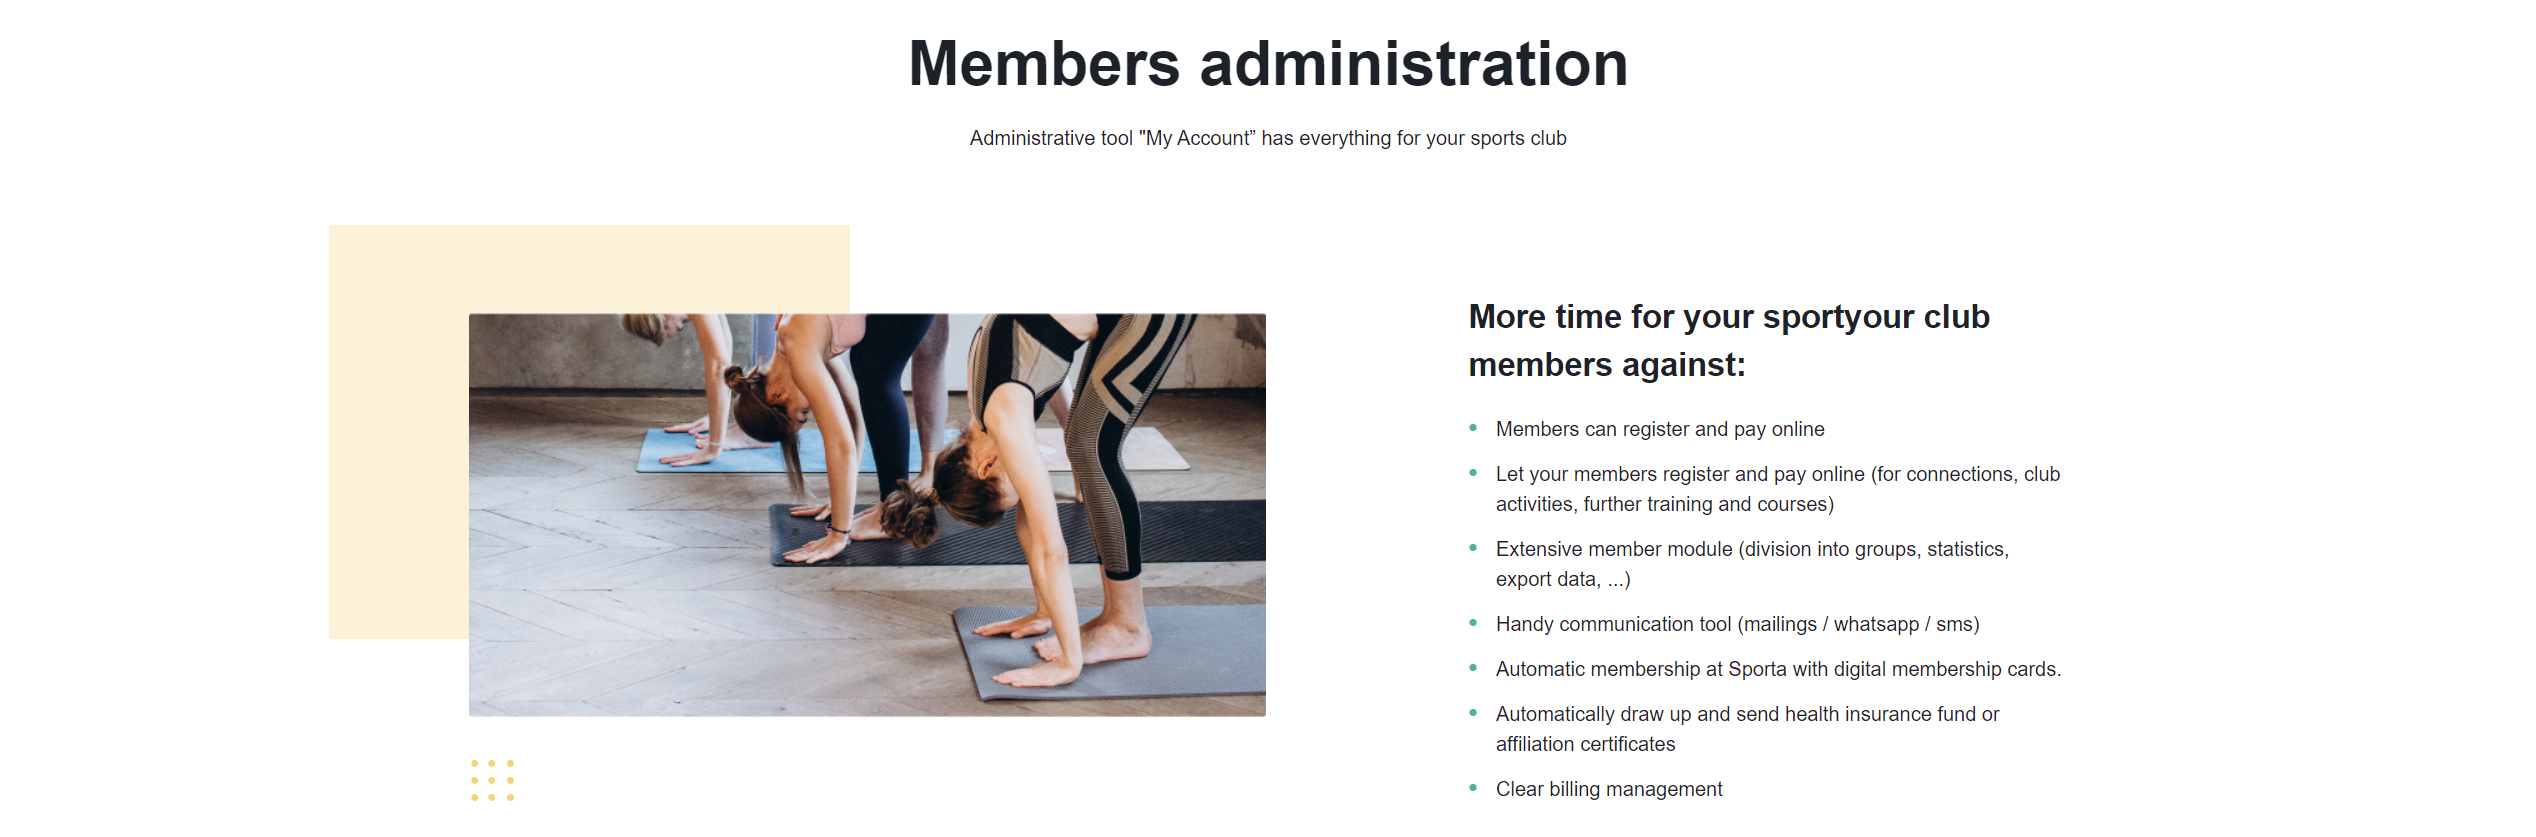 Members administration
Administrative tool "My Account” has everything for your sports club
More time for your sportyour club
members against:
Members can register and pay online
Let your members register and pay online (for connections, club
activities, further training and courses)
Extensive member module (division into groups, statistics,
export data, ...)
Handy communication tool (mailings / whatsapp / sms)
Automatic membership at Sporta with digital membership cards.
Automatically draw up and send health insurance fund or
affiliation certificates
Clear billing management